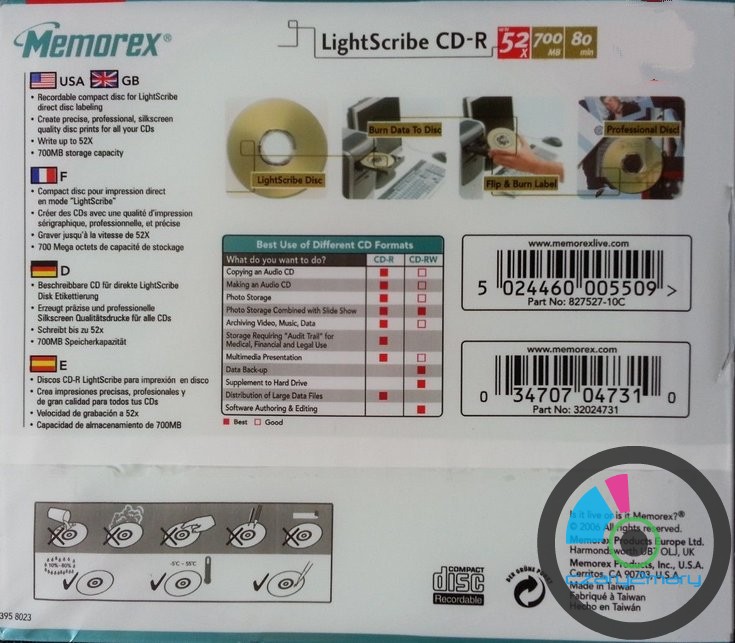 Memorex®
LightScribe CD-R UP TO 52X 700 MB 80 min
USA GB
• Recordable compact disc for LightScribe
direct disc labeling
• Create precise, professional, silkscreen
quality disc prints for all your CDs
• Write up to 52X
• 700MB storage capacity
F
• Compact disc pour impression direct
en mode "LightScribe"
• Créer des CDs avec une qualité d'impression
sérigraphique, professionnelle, et précise
• Graver jusqu'à la vitesse de 52X
• 700 Mega octets de capacité de stockage
D
• Beschreibbare CD für direkte LightScribe
Disk Etikettierung
• Erzeugt präzise und professionelle
Silkscreen Qualitätsdrucke für alle CDs
• Schreibt bis zu 52x
• 700MB Speicherkapazität
E
• Discos CD-R LightScribe para imprexión en disco
• Crea impresiones precisas, profesionales y
de gran calidad para todos tus CDs
• Velocidad de grabación a 52x
• Capacidad de almacenamiento de 700MB
LightScribe Disc
Burn Data To Disc
Flip & Burn Label
Professional Disc!
Best Use of Different CD Formats
What do you want to do? CD-R CD-RW
Copying an Audio CD
Making an Audio CD
Photo Storage
Photo Storage Combined with Slide Show
Archiving Video, Music, Data
Storage Requiring "Audit Trail" for
Medical, Financial and Legal Use
Multimedia Presentation
Data Back-up
Supplement to Hard Drive
Distribution of Large Data Files
Software Authoring & Editing
Best Good
www.memorexlive.com
5 024460 005509 >
Part No: 827527-10C
www.memorex.com
0 34707 04731 0
Part No: 32024731
10%-80%
-5°C - 55°C
COMPACT
disc
Recordable
DER GRÜNE PUNKT
Is it live or is it Memorex?®
© 2006 All rights reserved.
Memorex Products Europe Ltd.
Harmondsworth UB7 OLJ, UK
Memorex Products, Inc., U.S.A.
Cerritos, CA 90703, U.S.A.
Made in Taiwan
Fabriqué à Taiwan
Hecho en Taiwán
395 8023